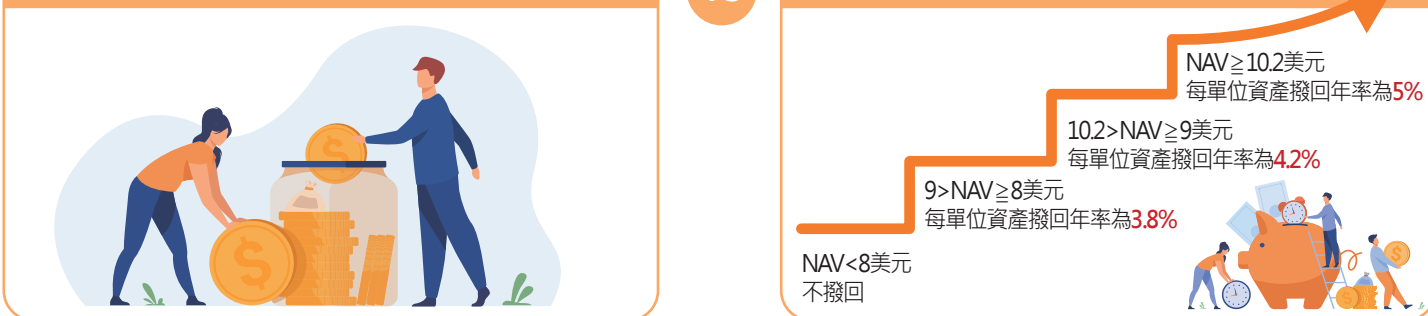 NAV≧10.2美元
每單位資產撥回年率為5%
10.2>NAV≧9美元
每單位資產撥回年率為4.2%
9>NAV≧8美元
每單位資產撥回年率為3.8%
NAV<8美元
不撥回